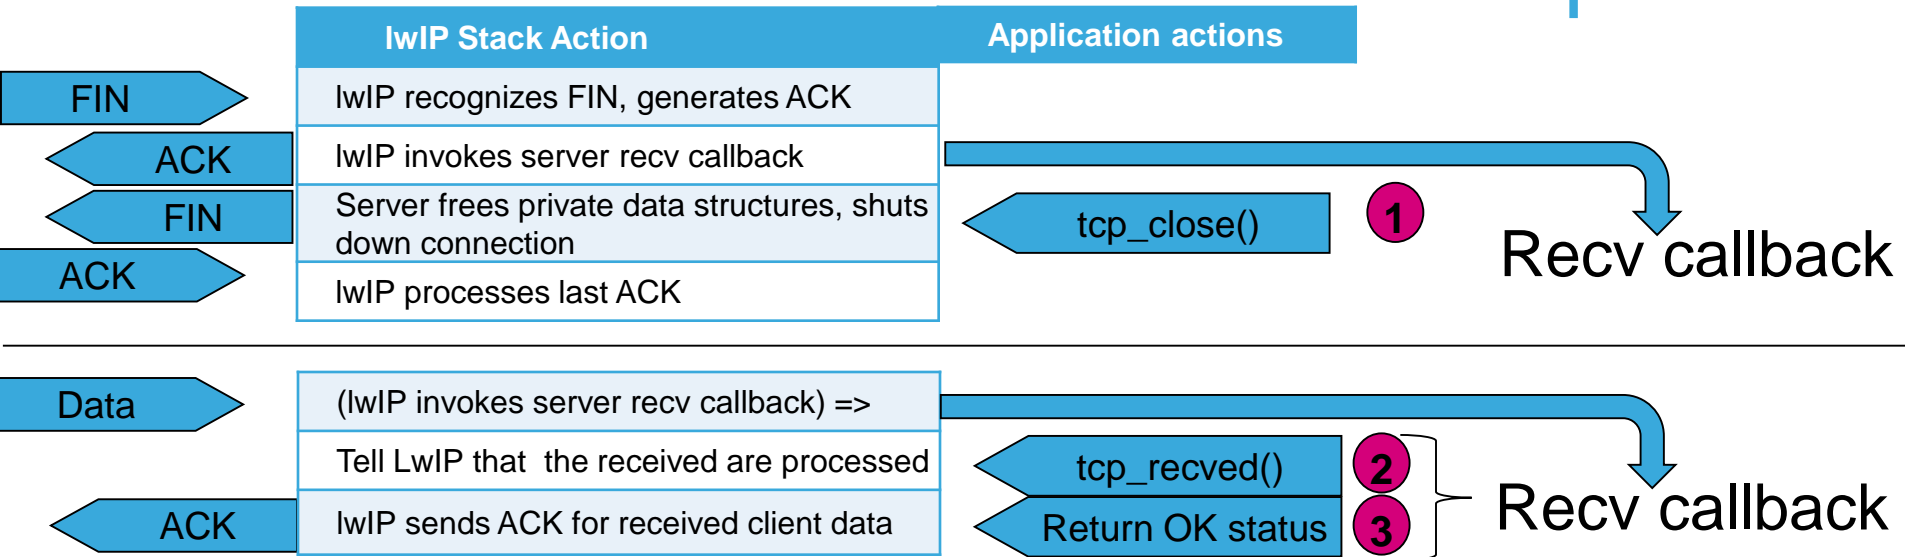 lwIP Stack Action
Application actions
FIN
lwIP recognizes FIN, generates ACK
ACK
lwIP invokes server recv callback
FIN
Server frees private data structures, shuts
down connection
tcp_close()
1
Recv callback
ACK
lwIP processes last ACK
Data
(lwIP invokes server recv callback) =>
Tell LwIP that  the received are processed
tcp_recved()
2
Recv callback
ACK
lwIP sends ACK for received client data
Return OK status
3